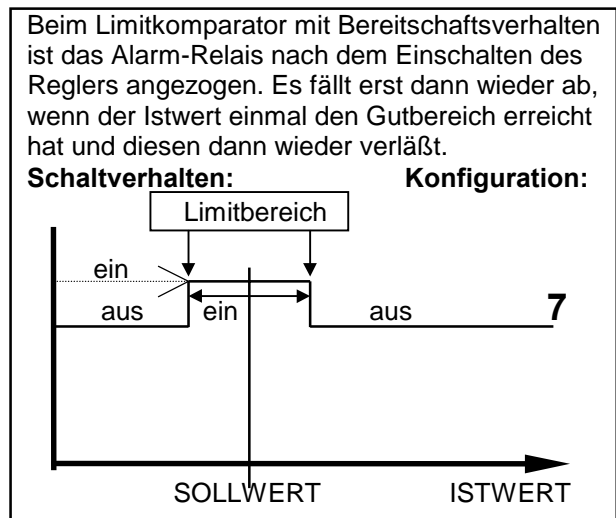 Beim Limitkomparator mit Bereitschaftsverhalten
ist das Alarm-Relais nach dem Einschalten des
Reglers angezogen. Es fällt erst dann wieder ab,
wenn der Istwert einmal den Gutbereich erreicht
hat und diesen dann wieder verläßt.
Schaltverhalten: Konfiguration:
Limitbereich
ein
aus ein aus 7
SOLLWERT ISTWERT